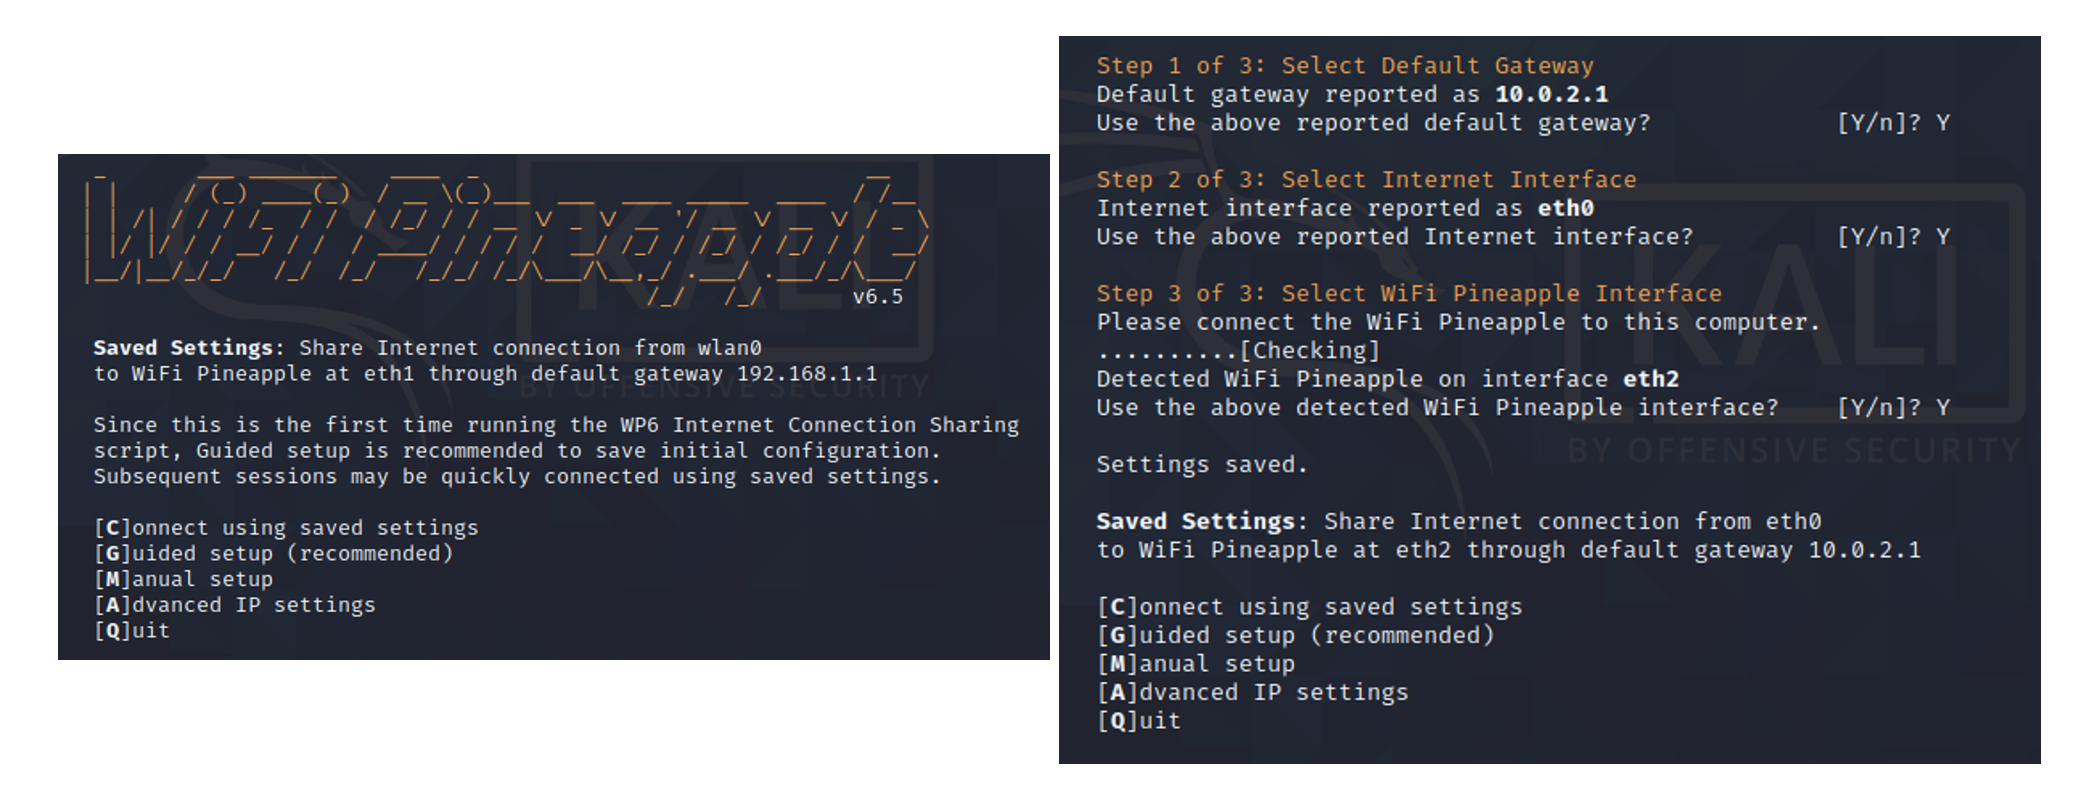 WiFi Pineapple
v6.5
Saved Settings: Share Internet connection from wlan0
to WiFi Pineapple at eth1 through default gateway 192.168.1.1
Since this is the first time running the WP6 Internet Connection Sharing
script, Guided setup is recommended to save initial configuration.
Subsequent sessions may be quickly connected using saved settings.
[C]onnect using saved settings
[G]uided setup (recommended)
[M]anual setup
[A]dvanced IP settings
[Q]uit
KALI
BY OFFENSIVE SECURITY
Step 1 of 3: Select Default Gateway
Default gateway reported as 10.0.2.1
Use the above reported default gateway? [Y/n]? Y
Step 2 of 3: Select Internet Interface
Internet interface reported as eth0
Use the above reported Internet interface? [Y/n]? Y
Step 3 of 3: Select WiFi Pineapple Interface
Please connect the WiFi Pineapple to this computer.
..........[Checking]
Detected WiFi Pineapple on interface eth2
Use the above detected WiFi Pineapple interface? [Y/n]? Y
Settings saved.
Saved Settings: Share Internet connection from eth0
to WiFi Pineapple at eth2 through default gateway 10.0.2.1
[C]onnect using saved settings
[G]uided setup (recommended)
[M]anual setup
[A]dvanced IP settings
[Q]uit
KALI
BY OFFENSIVE SECURITY